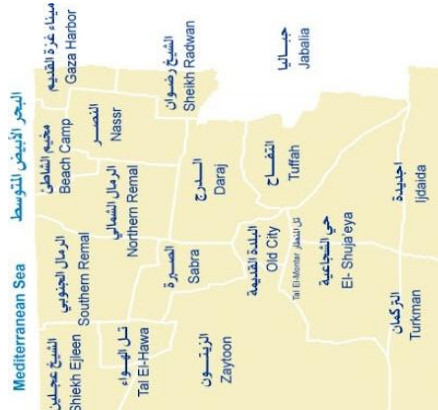 البحر الأبيض المتوسط
Mediterranean Sea
ميناء غزة القديم
Gaza Harbor
مخيم الشاطئ
Beach Camp
النصر
Nassr
الشيخ رضوان
Sheikh Radwan
جباليا
Jabalia
الرمال الجنوبي
Southern Remal
الرمال الشمالي
Northern Remal
الدرج
Daraj
التفاح
Tuffah
الشيخ عجلين
Shiekh Ejleen
تل الهواء
Tal El-Hawa
الصبرة
Sabra
البلدة القديمة
Old City
تل المنطار Tal El-Montar
حي الشجاعية
El- Shuja'eya
اجديدة
Ijdaida
الزيتون
Zaytoon
التركمان
Turkman